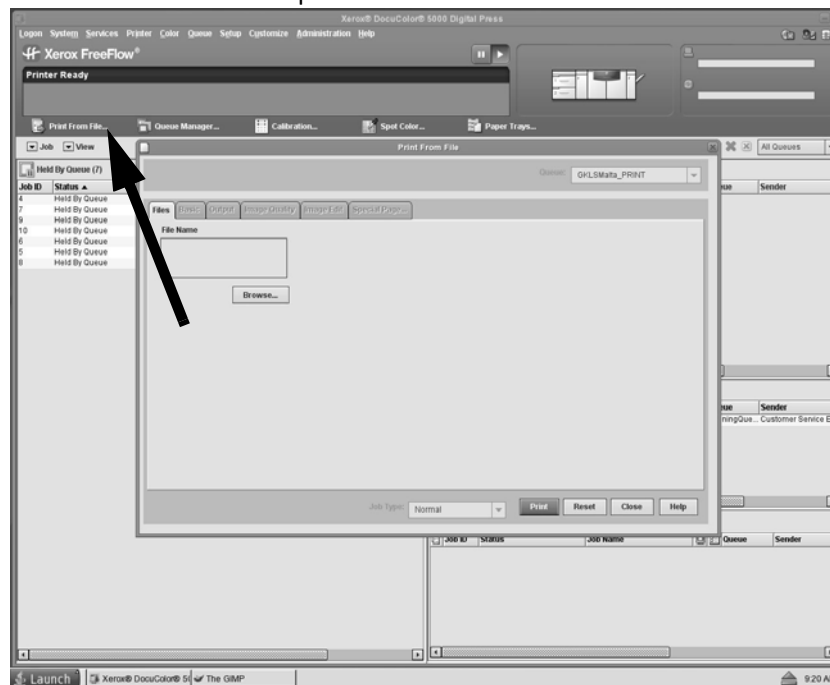 Xerox® DocuColor® 5000 Digital Press
Logon System Services Printer Color Queue Setup Customize Administration Help
Xerox FreeFlow®
Printer Ready
Print From File... Queue Manager... Calibration... Spot Color... Paper Trays...
Job View Print From File All Queues
Held By Queue (7)
Queue: GKLSMalta_PRINT
Job ID Status Sender
4 Held By Queue
7 Held By Queue
9 Held By Queue
10 Held By Queue
6 Held By Queue
5 Held By Queue
8 Held By Queue
Files Basic Output Image Quality Image Edit Special Page...
File Name
Browse...
Sender
Customer Service E
Job Type: Normal Print Reset Close Help
Job ID Status Job Name Queue Sender
Launch Xerox® DocuColor® 50 The GIMP 9:20 A